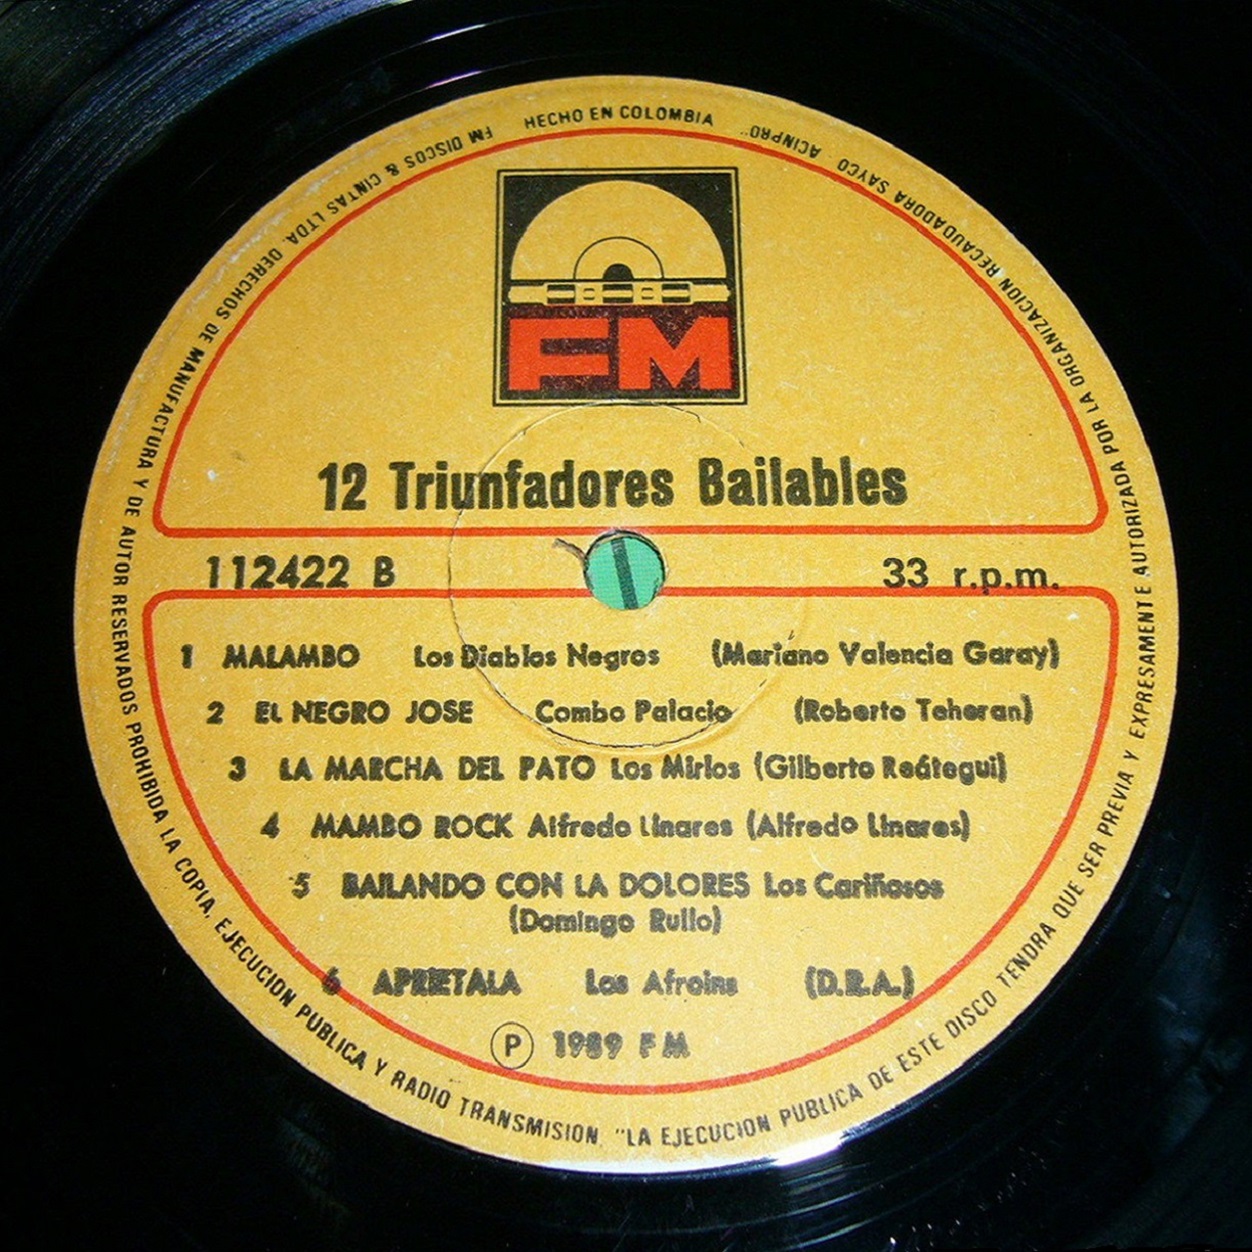 HECHO EN COLOMBIA
FM DISCOS & CINTAS LTDA. DERECHOS DE MANUFACTURA Y DE AUTOR RESERVADOS PROHIBIDA LA COPIA, EJECUCION PUBLICA Y RADIO TRANSMISION, "LA EJECUCION PUBLICA DE ESTE DISCO TENDRA QUE SER PREVIA Y EXPRESAMENTE AUTORIZADA POR LA ORGANIZACION RECAUDADORA SAYCO ACINPRO"
FM
12 Triunfadores Bailables
112422 B 33 r.p.m.
1 MALAMBO Los Diablos Negros (Mariano Valencia Garay)
2 EL NEGRO JOSE Combo Palacio (Roberto Teheran)
3 LA MARCHA DEL PATO Los Mirlos (Gilberto Reátegui)
4 MAMBO ROCK Alfredo Linares (Alfredo Linares)
5 BAILANDO CON LA DOLORES Los Cariñosos
(Domingo Rullo)
6 APRIETALA Los Afroins (D.R.A.)
Ⓟ 1989 FM